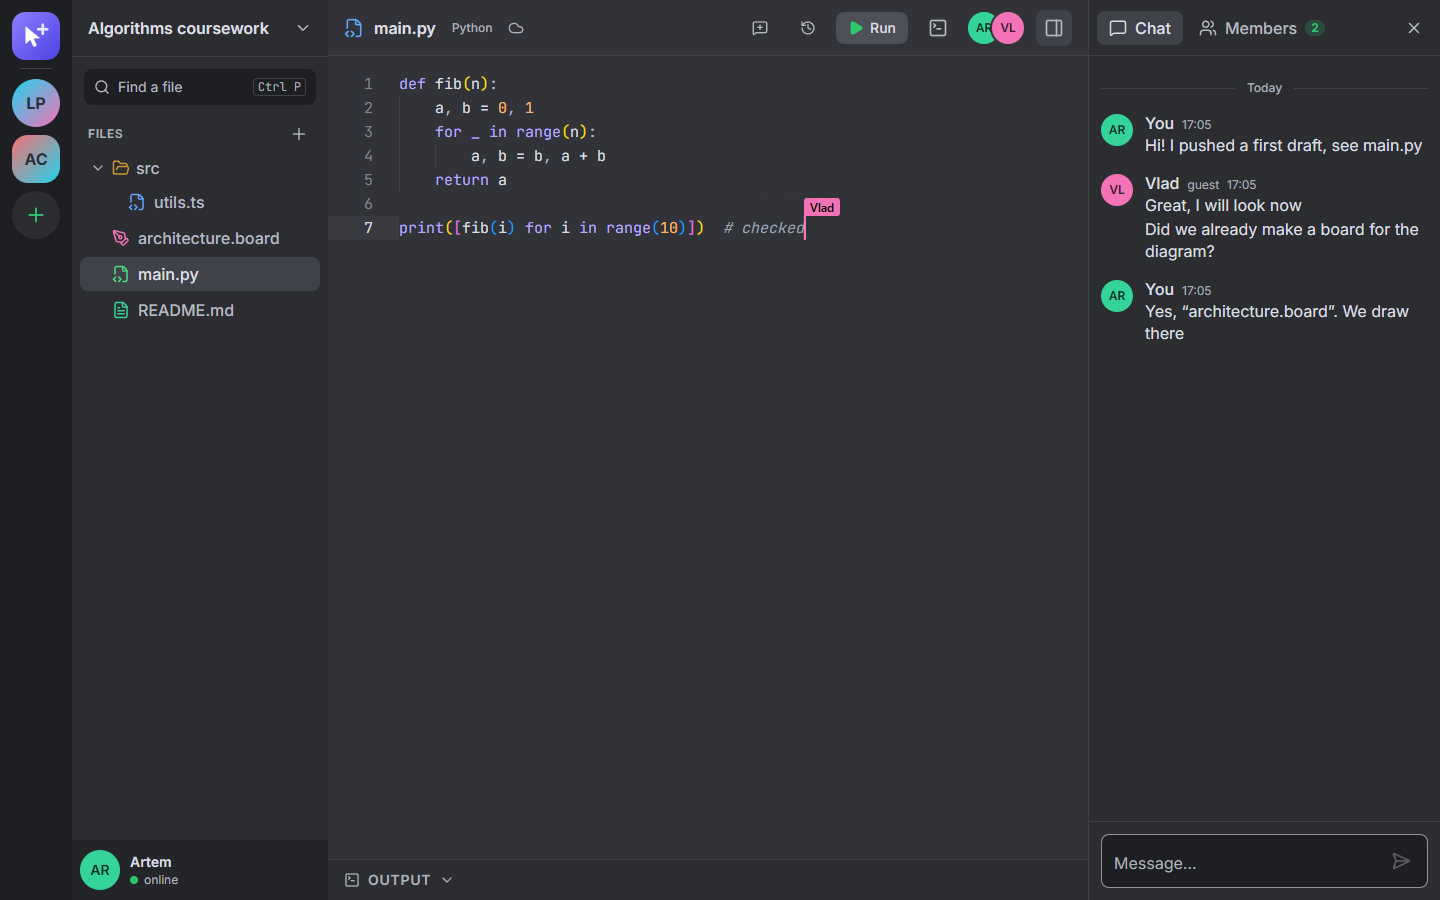 LP
AC
Algorithms coursework
Find a file
Ctrl P
FILES
src
utils.ts
architecture.board
main.py
README.md
AR
Artem
online
main.py
Python
Run
AR
VL
1 def fib(n):
2 a, b = 0, 1
3 for _ in range(n):
4 a, b = b, a + b
5 return a
6
Vlad
7 print([fib(i) for i in range(10)]) # checked
OUTPUT
Chat
Members
2
Today
AR
You 17:05
Hi! I pushed a first draft, see main.py
VL
Vlad guest 17:05
Great, I will look now
Did we already make a board for the
diagram?
AR
You 17:05
Yes, “architecture.board”. We draw
there
Message...